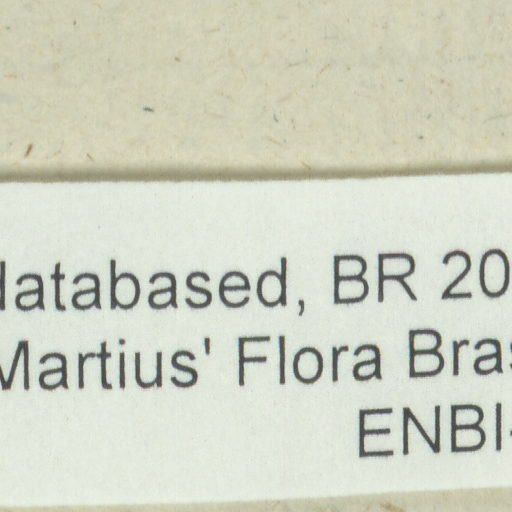 databased, BR 20
Martius' Flora Bras
ENBI-